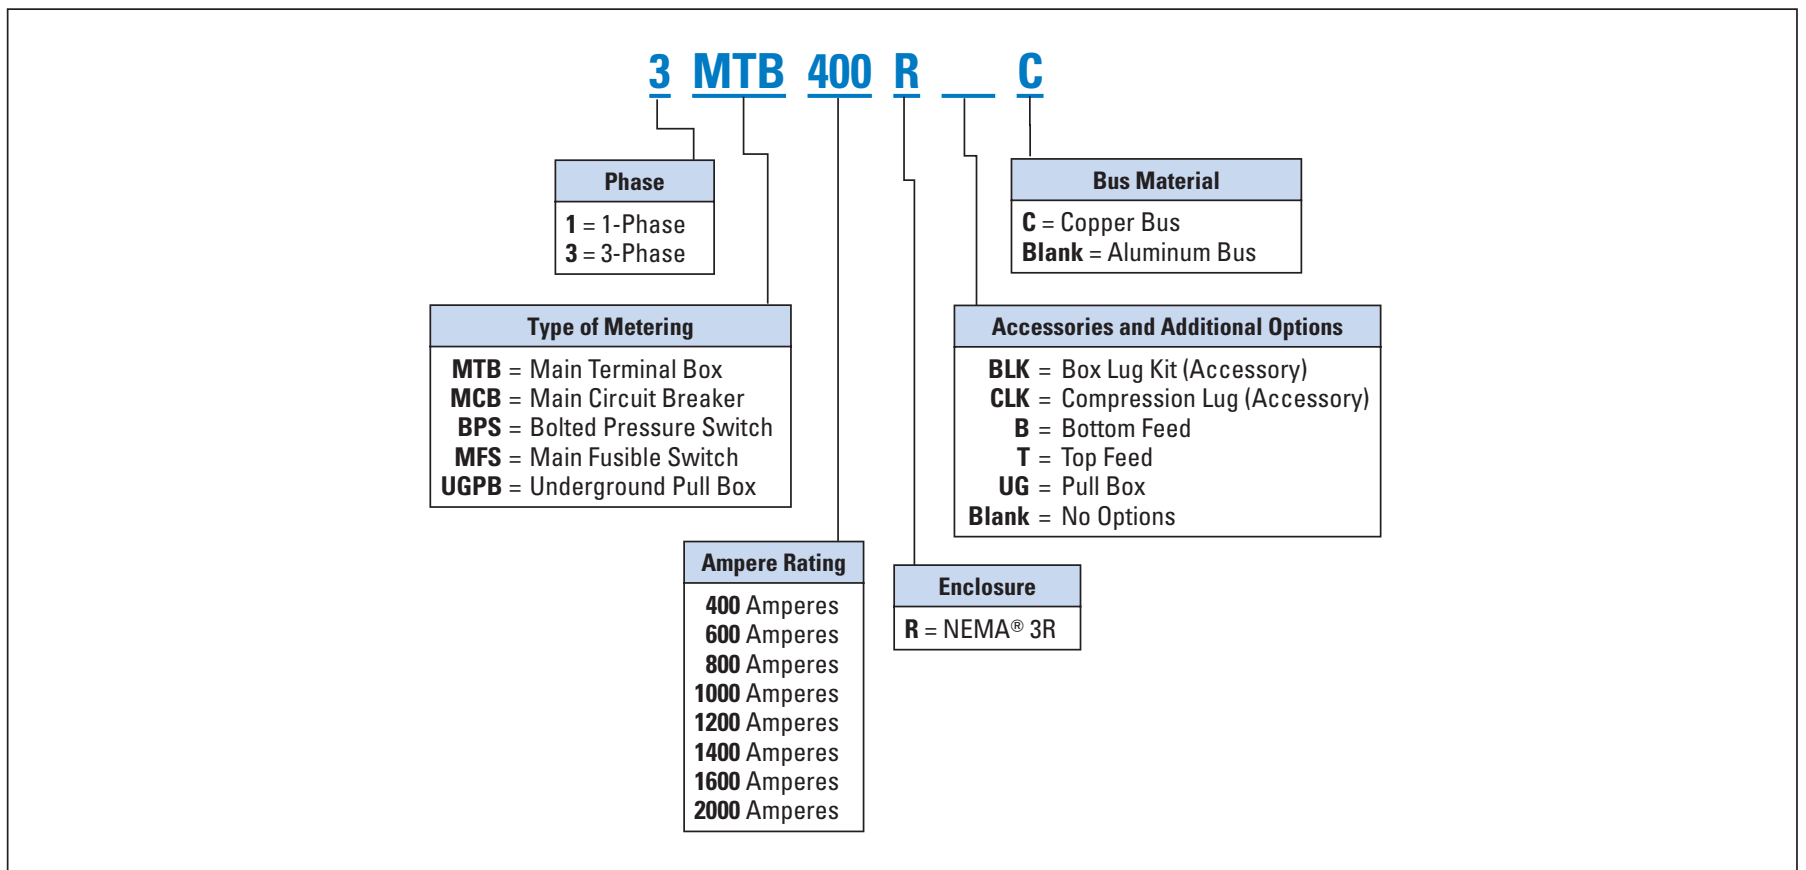 3 MTB 400 R C
Phase
1 = 1-Phase
3 = 3-Phase
Bus Material
C = Copper Bus
Blank = Aluminum Bus
Type of Metering
MTB = Main Terminal Box
MCB = Main Circuit Breaker
BPS = Bolted Pressure Switch
MFS = Main Fusible Switch
UGPB = Underground Pull Box
Accessories and Additional Options
BLK = Box Lug Kit (Accessory)
CLK = Compression Lug (Accessory)
B = Bottom Feed
T = Top Feed
UG = Pull Box
Blank = No Options
Ampere Rating
400 Amperes
600 Amperes
800 Amperes
1000 Amperes
1200 Amperes
1400 Amperes
1600 Amperes
2000 Amperes
Enclosure
R = NEMA® 3R